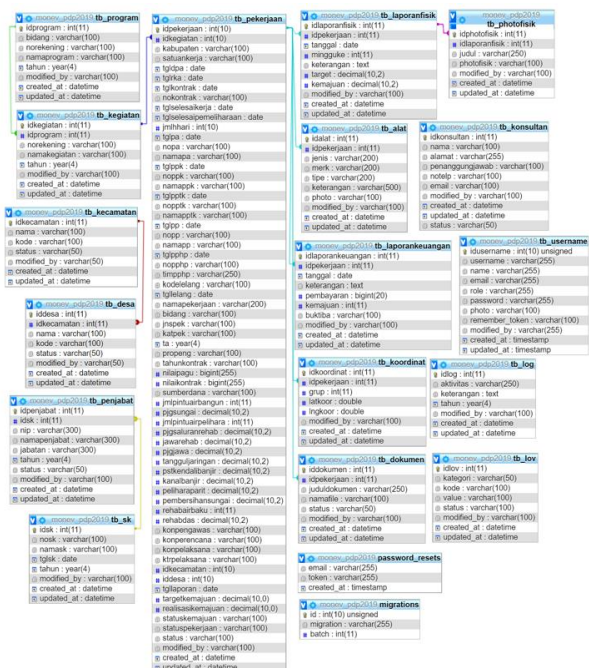 monev_pdp2019 tb_program
idprogram : int(11)
bidang : varchar(100)
norekening : varchar(100)
namaprogram : varchar(100)
tahun : year(4)
modified_by : varchar(100)
created_at : datetime
updated_at : datetime
monev_pdp2019 tb_kegiatan
idkegiatan : int(11)
idprogram : int(11)
norekening : varchar(100)
namakegiatan : varchar(100)
tahun : year(4)
modified_by : varchar(100)
created_at : datetime
updated_at : datetime
monev_pdp2019 tb_kecamatan
idkecamatan : int(11)
nama : varchar(100)
kode : varchar(100)
status : varchar(50)
modified_by : varchar(50)
created_at : datetime
updated_at : datetime
monev_pdp2019 tb_desa
iddesa : int(11)
idkecamatan : int(11)
nama : varchar(100)
kode : varchar(100)
status : varchar(50)
modified_by : varchar(50)
created_at : datetime
updated_at : datetime
monev_pdp2019 tb_penjabat
idpenjabat : int(11)
idsk : int(11)
nip : varchar(300)
namapenjabat : varchar(300)
jabatan : varchar(300)
tahun : year(4)
status : varchar(50)
modified_by : varchar(100)
created_at : datetime
updated_at : datetime
monev_pdp2019 tb_sk
idsk : int(11)
nosk : varchar(100)
namask : varchar(100)
tglsk : date
tahun : year(4)
modified_by : varchar(100)
created_at : datetime
updated_at : datetime
monev_pdp2019 tb_pekerjaan
idpekerjaan : int(10)
idkegiatan : int(10)
kabupaten : varchar(100)
satuankerja : varchar(100)
tgldpa : date
tglrka : date
tglkontrak : date
nokontrak : varchar(100)
tglselesaikerja : date
tglselesaipemeliharaan : date
jmlhhari : int(10)
tglpa : date
nopa : varchar(100)
namapa : varchar(100)
tglppk : date
noppk : varchar(100)
namappk : varchar(100)
tglpptk : date
nopptk : varchar(100)
namapptk : varchar(100)
tglpp : date
nopp : varchar(100)
namapp : varchar(100)
tglpphp : date
nopphp : varchar(100)
timpphp : varchar(250)
kodelelang : varchar(100)
tgllelang : date
namapekerjaan : varchar(200)
bidang : varchar(100)
jnspek : varchar(100)
katpek : varchar(100)
ta : year(4)
propeng : varchar(100)
tahunkontrak : varchar(100)
nilaipagu : bigint(255)
nilaikontrak : bigint(255)
sumberdana : varchar(100)
jmlpintuairbangun : int(11)
pjgsungai : decimal(10,2)
jmlpintuairpelihara : int(11)
pjgsaluranrehab : decimal(10,2)
jawarehab : decimal(10,2)
pjgjawa : decimal(10,2)
tangguljaringan : decimal(10,2)
pstkendalibanjir : decimal(10,2)
kanalbanjir : decimal(10,2)
peliharaparit : decimal(10,2)
pembersihansungai : decimal(10,2)
rehabairbaku : int(11)
rehabdas : decimal(10,2)
konpengawas : varchar(100)
konperencana : varchar(100)
konpelaksana : varchar(100)
ktrpelaksana : varchar(100)
idkecamatan : int(10)
iddesa : int(10)
tgllaporan : date
targetkemajuan : decimal(10,0)
realisasikemajuan : decimal(10,0)
statuskemajuan : varchar(100)
statuspekerjaan : varchar(100)
status : varchar(100)
modified_by : varchar(100)
created_at : datetime
updated_at : datetime
monev_pdp2019 tb_laporanfisik
idlaporanfisik : int(11)
idpekerjaan : int(11)
tanggal : date
mingguke : int(11)
keterangan : text
target : decimal(10,2)
kemajuan : decimal(10,2)
modified_by : varchar(100)
created_at : datetime
updated_at : datetime
monev_pdp2019
tb_photofisik
idphotofisik : int(11)
idlaporanfisik : int(11)
judul : varchar(250)
photofisik : varchar(100)
modified_by : varchar(100)
created_at : datetime
updated_at : datetime
monev_pdp2019 tb_alat
idalat : int(11)
idpekerjaan : int(11)
jenis : varchar(200)
merk : varchar(200)
tipe : varchar(200)
keterangan : varchar(500)
photo : varchar(100)
modified_by : varchar(100)
created_at : datetime
updated_at : datetime
monev_pdp2019 tb_konsultan
idkonsultan : int(11)
nama : varchar(100)
alamat : varchar(255)
penanggungjawab : varchar(100)
notelp : varchar(100)
email : varchar(100)
modified_by : varchar(100)
created_at : datetime
updated_at : datetime
status : varchar(50)
monev_pdp2019 tb_laporankeuangan
idlaporankeuangan : int(11)
idpekerjaan : int(11)
tanggal : date
keterangan : text
pembayaran : bigint(20)
kemajuan : int(11)
buktiba : varchar(100)
modified_by : varchar(100)
created_at : datetime
updated_at : datetime
monev_pdp2019 tb_username
idusername : int(10) unsigned
username : varchar(255)
name : varchar(255)
email : varchar(255)
role : varchar(255)
password : varchar(255)
photo : varchar(100)
remember_token : varchar(100)
modified_by : varchar(255)
created_at : timestamp
updated_at : timestamp
monev_pdp2019 tb_koordinat
idkoordinat : int(11)
idpekerjaan : int(11)
grup : int(11)
latkoor : double
lngkoor : double
modified_by : varchar(100)
created_at : datetime
updated_at : datetime
monev_pdp2019 tb_log
idlog : int(11)
aktivitas : varchar(250)
keterangan : text
tahun : year(4)
modified_by : varchar(100)
created_at : datetime
updated_at : datetime
monev_pdp2019 tb_dokumen
iddokumen : int(11)
idpekerjaan : int(11)
juduldokumen : varchar(250)
namafile : varchar(100)
status : varchar(50)
modified_by : varchar(100)
created_at : datetime
updated_at : datetime
monev_pdp2019 tb_lov
idlov : int(11)
kategori : varchar(50)
kode : varchar(100)
value : varchar(100)
status : varchar(100)
modified_by : varchar(100)
created_at : datetime
updated_at : datetime
monev_pdp2019 password_resets
email : varchar(255)
token : varchar(255)
created_at : timestamp
monev_pdp2019 migrations
id : int(10) unsigned
migration : varchar(255)
batch : int(11)